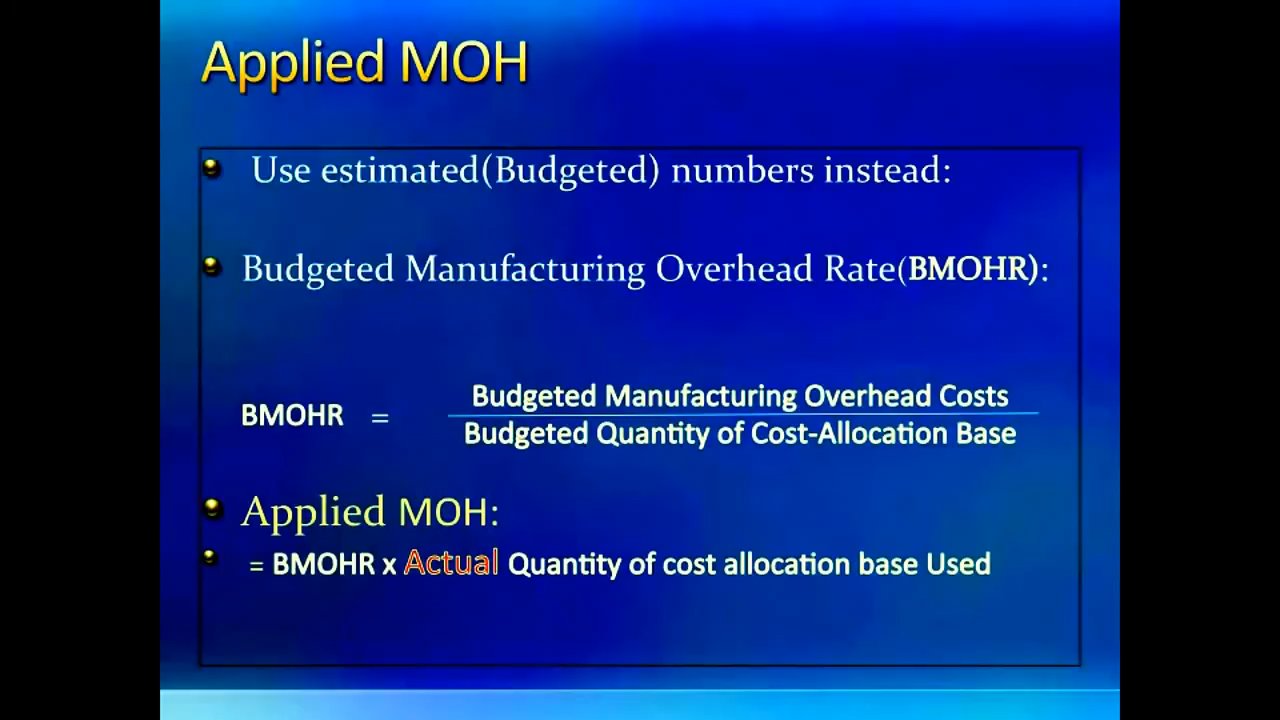 Applied MOH
Use estimated(Budgeted) numbers instead:
Budgeted Manufacturing Overhead Rate(BMOHR):
BMOHR = Budgeted Manufacturing Overhead Costs
Budgeted Quantity of Cost-Allocation Base
Applied MOH:
= BMOHR x Actual Quantity of cost allocation base Used